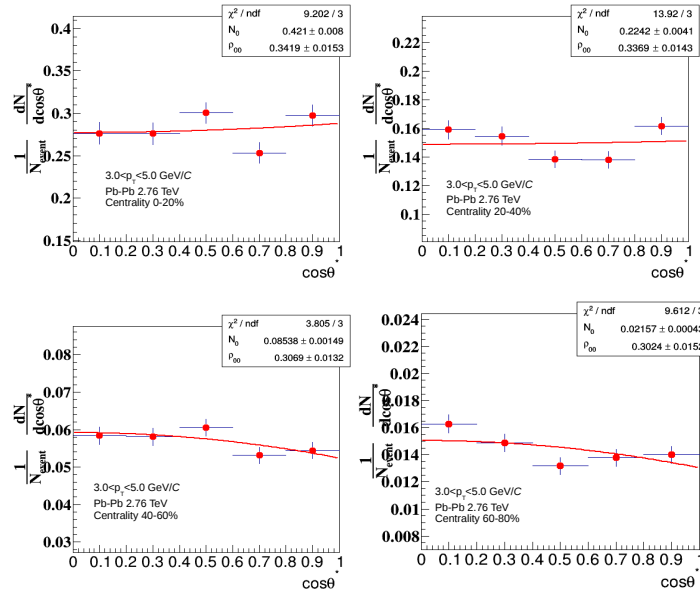 χ² / ndf 9.202 / 3
N₀ 0.421 ± 0.008
ρ₀₀ 0.3419 ± 0.0153
0.4
0.35
0.3
0.25
0.2
0.15
1/N_event dN/dcosθ*
3.0<p_T<5.0 GeV/C
Pb-Pb 2.76 TeV
Centrality 0-20%
0 0.1 0.2 0.3 0.4 0.5 0.6 0.7 0.8 0.9 1
cosθ*
χ² / ndf 13.92 / 3
N₀ 0.2242 ± 0.0041
ρ₀₀ 0.3369 ± 0.0143
0.22
0.2
0.18
0.16
0.14
0.12
0.1
1/N_event dN/dcosθ*
3.0<p_T<5.0 GeV/C
Pb-Pb 2.76 TeV
Centrality 20-40%
0 0.1 0.2 0.3 0.4 0.5 0.6 0.7 0.8 0.9 1
cosθ*
χ² / ndf 3.805 / 3
N₀ 0.08538 ± 0.00149
ρ₀₀ 0.3069 ± 0.0132
0.08
0.07
0.06
0.05
0.04
0.03
1/N_event dN/dcosθ*
3.0<p_T<5.0 GeV/C
Pb-Pb 2.76 TeV
Centrality 40-60%
0 0.1 0.2 0.3 0.4 0.5 0.6 0.7 0.8 0.9 1
cosθ*
χ² / ndf 9.612 / 3
N₀ 0.02157 ± 0.00043
ρ₀₀ 0.3024 ± 0.0152
0.024
0.022
0.02
0.018
0.016
0.014
0.012
0.01
0.008
1/N_event dN/dcosθ*
3.0<p_T<5.0 GeV/C
Pb-Pb 2.76 TeV
Centrality 60-80%
0 0.1 0.2 0.3 0.4 0.5 0.6 0.7 0.8 0.9 1
cosθ*